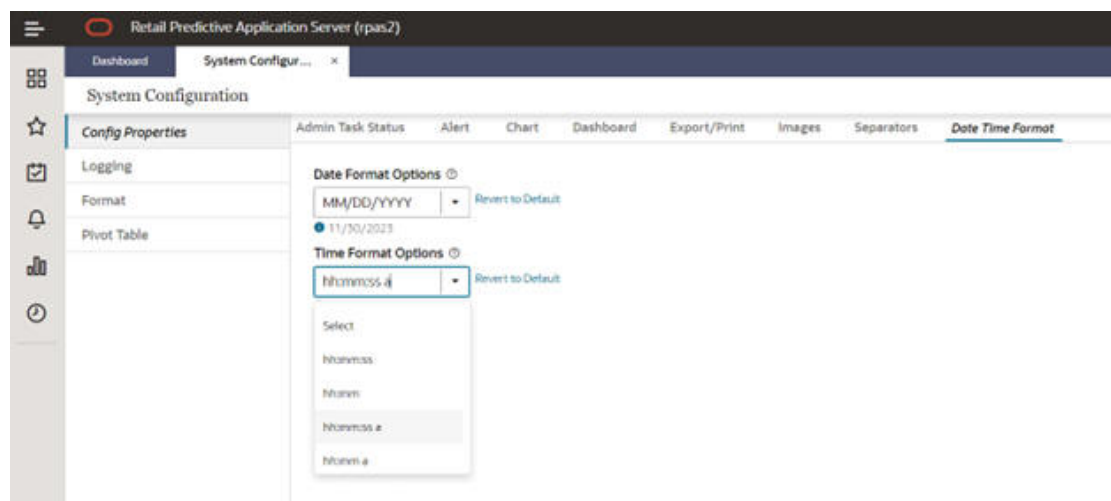 Retail Predictive Application Server (rpas2)
Dashboard System Configur... ×
System Configuration
Config Properties Admin Task Status Alert Chart Dashboard Export/Print Images Separators Date Time Format
Logging
Format
Pivot Table
Date Format Options
MM/DD/YYYY Revert to Default
11/30/2023
Time Format Options
hh:mm:ss a Revert to Default
Select
hh:mm:ss
hh:mm
hh:mm:ss a
hh:mm a